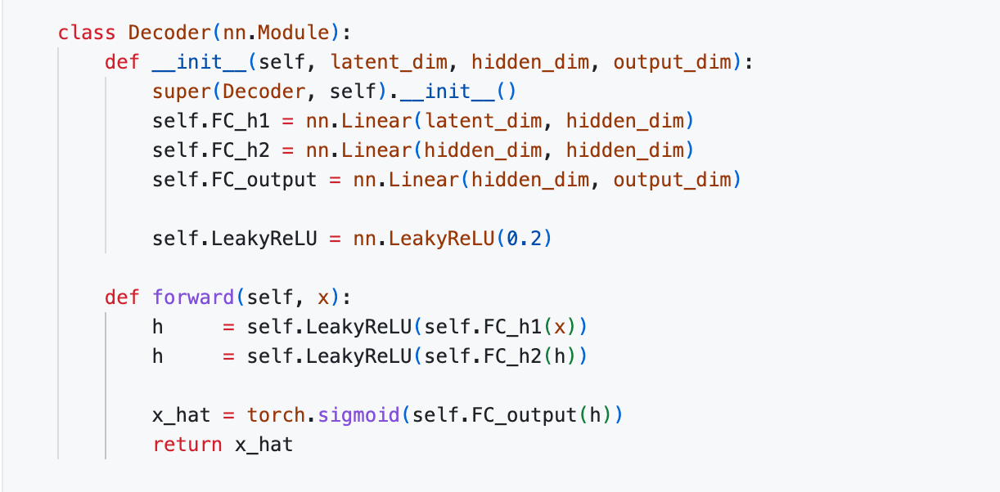 class Decoder(nn.Module):
    def __init__(self, latent_dim, hidden_dim, output_dim):
        super(Decoder, self).__init__()
        self.FC_h1 = nn.Linear(latent_dim, hidden_dim)
        self.FC_h2 = nn.Linear(hidden_dim, hidden_dim)
        self.FC_output = nn.Linear(hidden_dim, output_dim)

        self.LeakyReLU = nn.LeakyReLU(0.2)

    def forward(self, x):
        h     = self.LeakyReLU(self.FC_h1(x))
        h     = self.LeakyReLU(self.FC_h2(h))

        x_hat = torch.sigmoid(self.FC_output(h))
        return x_hat